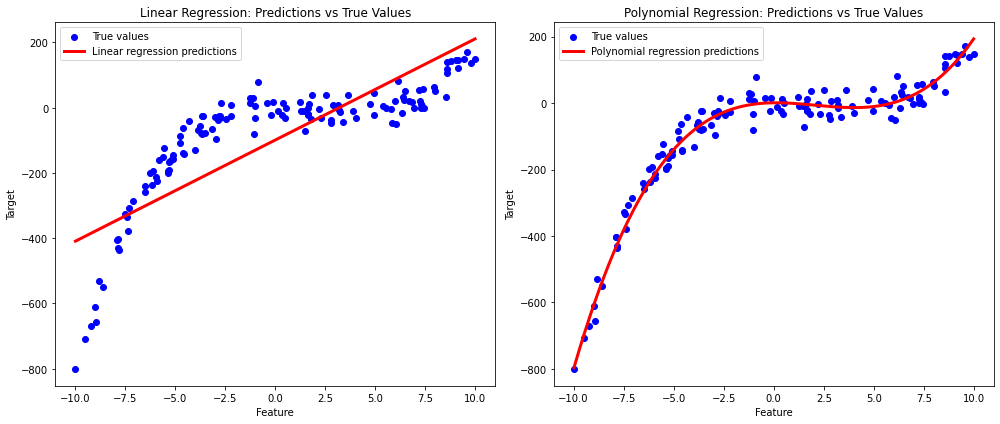 Linear Regression: Predictions vs True Values
True values
Linear regression predictions
200
0
−200
−400
−600
−800
Target
−10.0 −7.5 −5.0 −2.5 0.0 2.5 5.0 7.5 10.0
Feature
Polynomial Regression: Predictions vs True Values
True values
Polynomial regression predictions
200
0
−200
−400
−600
−800
Target
−10.0 −7.5 −5.0 −2.5 0.0 2.5 5.0 7.5 10.0
Feature